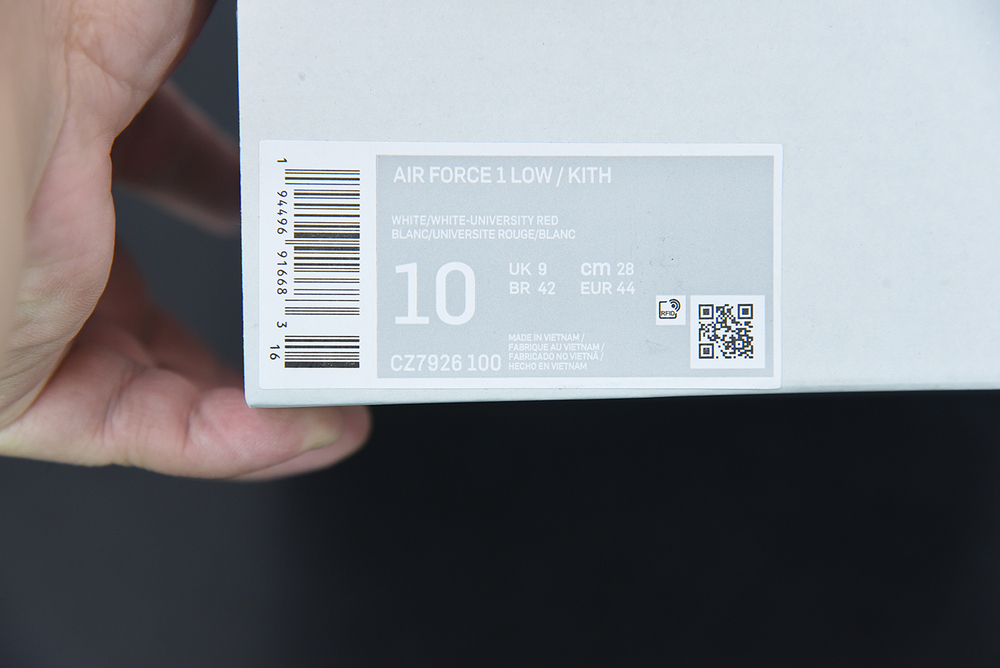 1 94496 91668 3 16
AIR FORCE 1 LOW / KITH
WHITE/WHITE-UNIVERSITY RED
BLANC/UNIVERSITE ROUGE/BLANC
10
UK 9 cm 28
BR 42 EUR 44
RFID
CZ7926 100
MADE IN VIETNAM /
FABRIQUE AU VIETNAM /
FABRICADO NO VIETNÃ /
HECHO EN VIETNAM